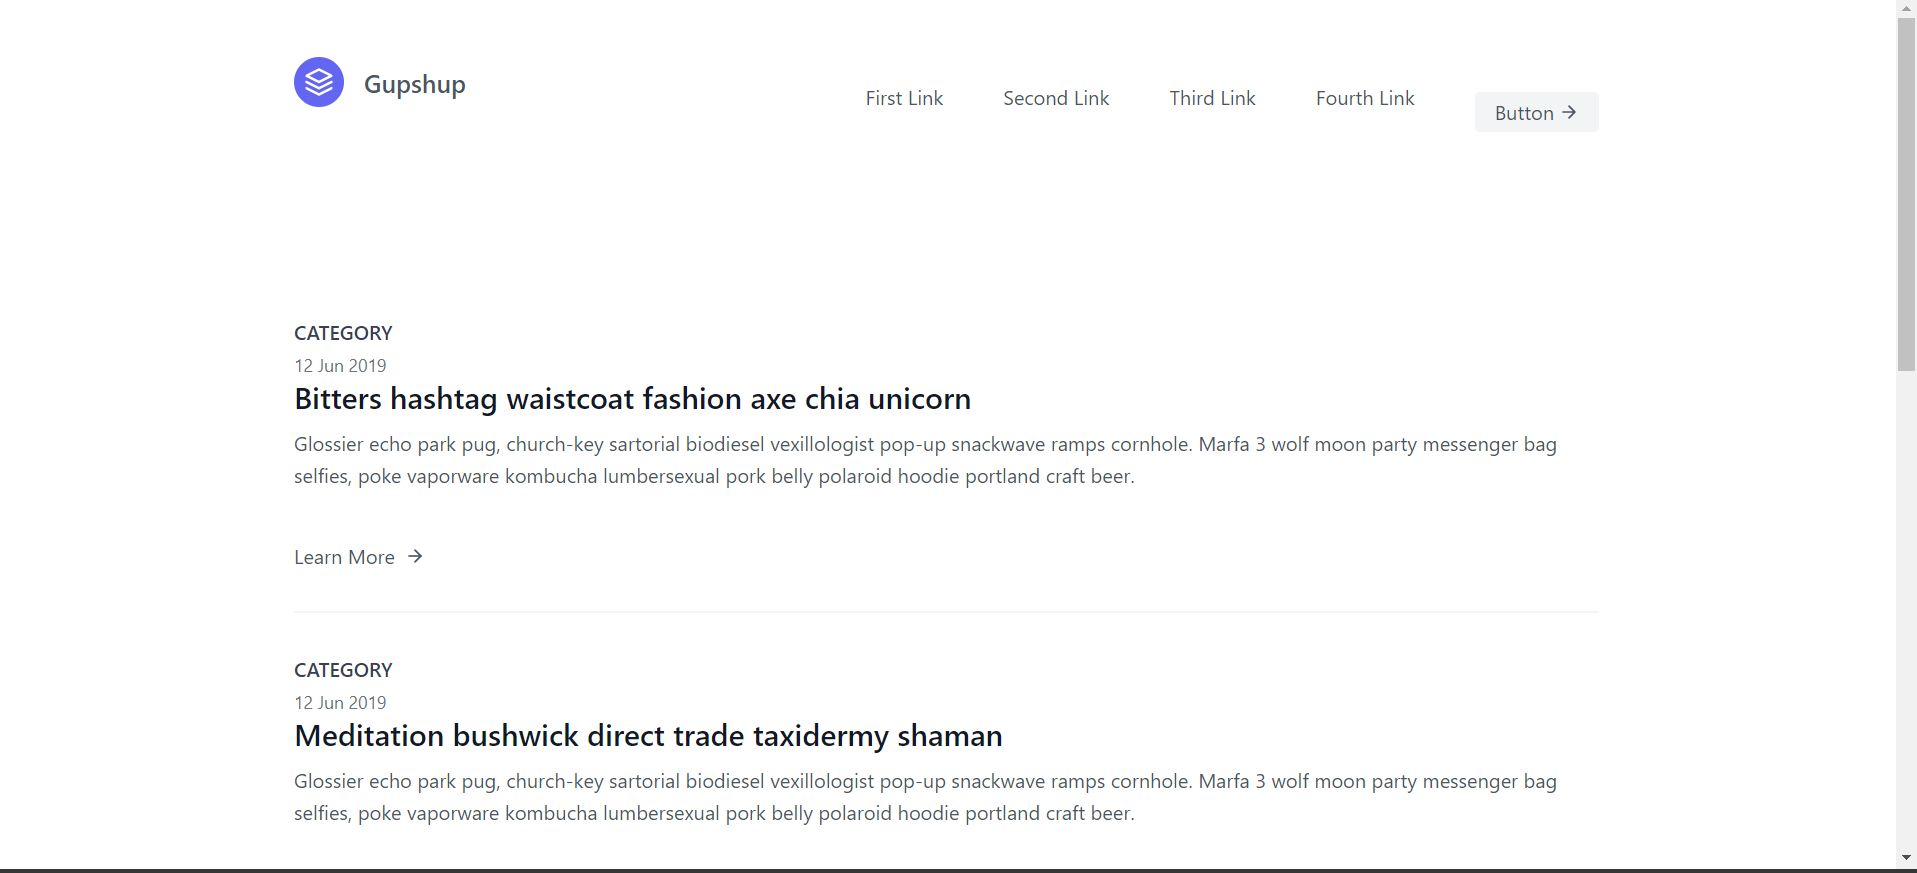 Gupshup
First Link
Second Link
Third Link
Fourth Link
Button
CATEGORY
12 Jun 2019
Bitters hashtag waistcoat fashion axe chia unicorn
Glossier echo park pug, church-key sartorial biodiesel vexillologist pop-up snackwave ramps cornhole. Marfa 3 wolf moon party messenger bag
selfies, poke vaporware kombucha lumbersexual pork belly polaroid hoodie portland craft beer.
Learn More
CATEGORY
12 Jun 2019
Meditation bushwick direct trade taxidermy shaman
Glossier echo park pug, church-key sartorial biodiesel vexillologist pop-up snackwave ramps cornhole. Marfa 3 wolf moon party messenger bag
selfies, poke vaporware kombucha lumbersexual pork belly polaroid hoodie portland craft beer.